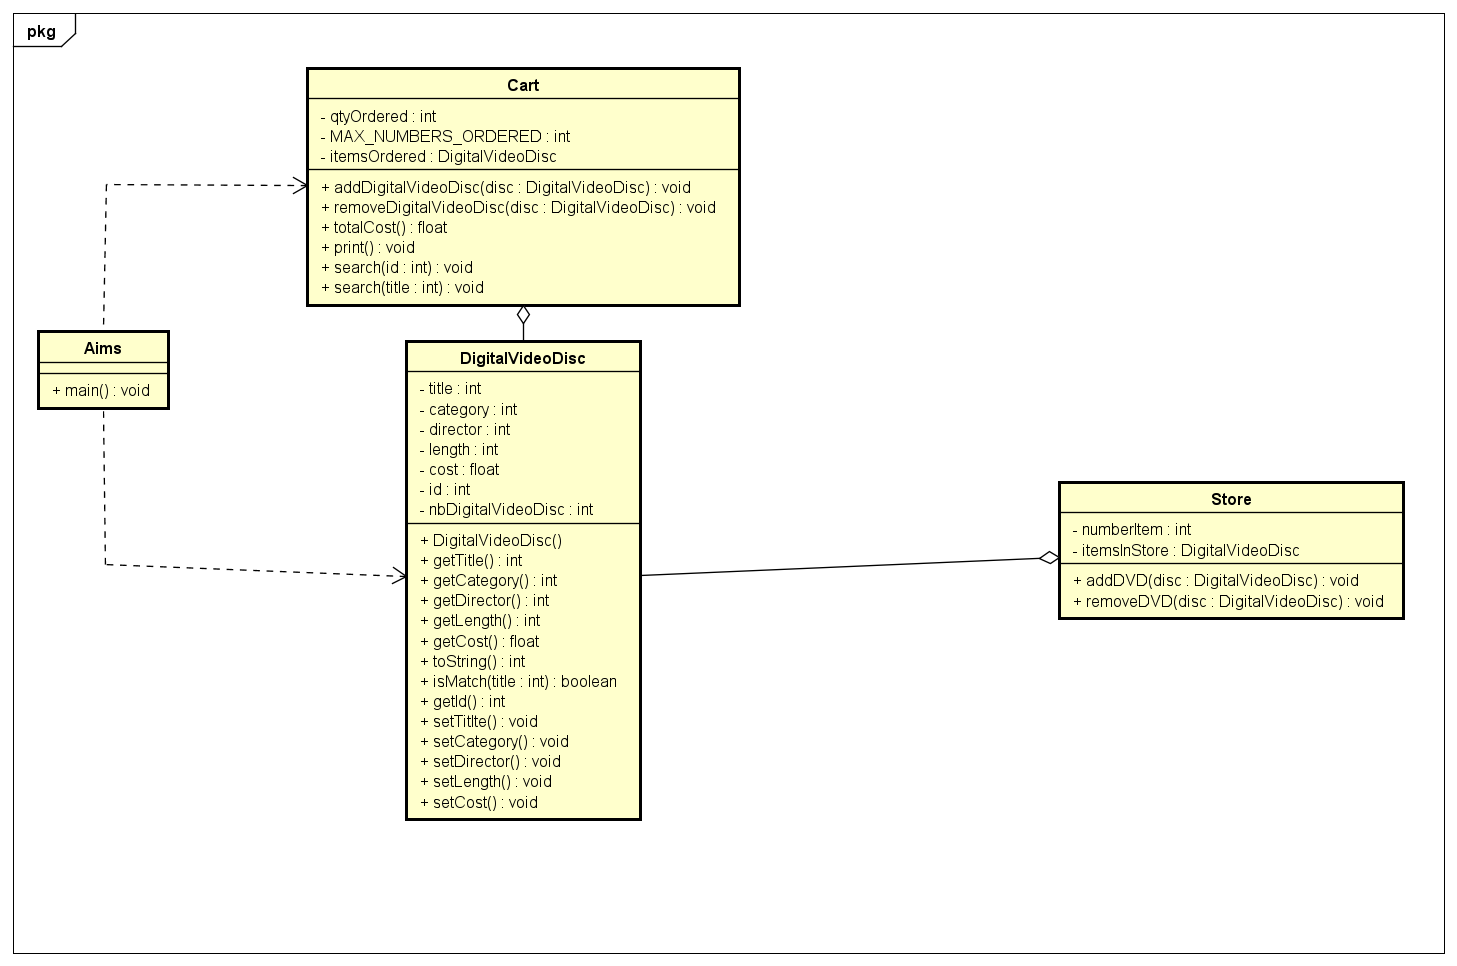 pkg
Cart
- qtyOrdered : int
- MAX_NUMBERS_ORDERED : int
- itemsOrdered : DigitalVideoDisc
+ addDigitalVideoDisc(disc : DigitalVideoDisc) : void
+ removeDigitalVideoDisc(disc : DigitalVideoDisc) : void
+ totalCost() : float
+ print() : void
+ search(id : int) : void
+ search(title : int) : void
Aims
+ main() : void
DigitalVideoDisc
- title : int
- category : int
- director : int
- length : int
- cost : float
- id : int
- nbDigitalVideoDisc : int
+ DigitalVideoDisc()
+ getTitle() : int
+ getCategory() : int
+ getDirector() : int
+ getLength() : int
+ getCost() : float
+ toString() : int
+ isMatch(title : int) : boolean
+ getId() : int
+ setTitlte() : void
+ setCategory() : void
+ setDirector() : void
+ setLength() : void
+ setCost() : void
Store
- numberItem : int
- itemsInStore : DigitalVideoDisc
+ addDVD(disc : DigitalVideoDisc) : void
+ removeDVD(disc : DigitalVideoDisc) : void